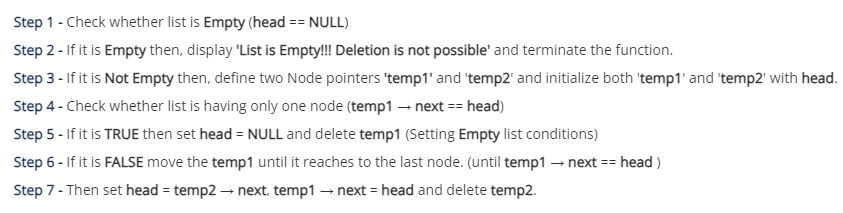 Step 1 - Check whether list is Empty (head == NULL)
Step 2 - If it is Empty then, display 'List is Empty!!! Deletion is not possible' and terminate the function.
Step 3 - If it is Not Empty then, define two Node pointers 'temp1' and 'temp2' and initialize both 'temp1' and 'temp2' with head.
Step 4 - Check whether list is having only one node (temp1 → next == head)
Step 5 - If it is TRUE then set head = NULL and delete temp1 (Setting Empty list conditions)
Step 6 - If it is FALSE move the temp1 until it reaches to the last node. (until temp1 → next == head )
Step 7 - Then set head = temp2 → next, temp1 → next = head and delete temp2.